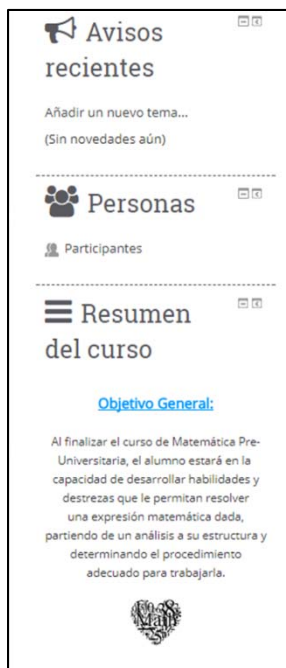 Avisos
recientes
Añadir un nuevo tema...
(Sin novedades aún)
Personas
Participantes
Resumen
del curso
Objetivo General:
Al finalizar el curso de Matemática Pre-
Universitaria, el alumno estará en la
capacidad de desarrollar habilidades y
destrezas que le permitan resolver
una expresión matemática dada,
partiendo de un análisis a su estructura y
determinando el procedimiento
adecuado para trabajarla.